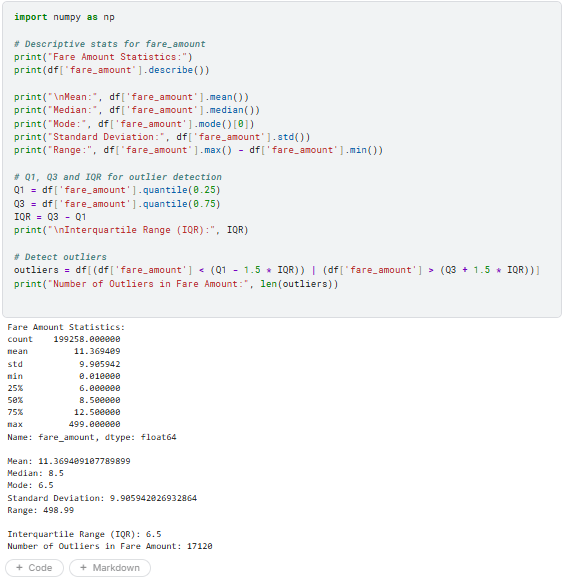 import numpy as np
# Descriptive stats for fare_amount
print("Fare Amount Statistics:")
print(df['fare_amount'].describe())
print("\nMean:", df['fare_amount'].mean())
print("Median:", df['fare_amount'].median())
print("Mode:", df['fare_amount'].mode()[0])
print("Standard Deviation:", df['fare_amount'].std())
print("Range:", df['fare_amount'].max() - df['fare_amount'].min())
# Q1, Q3 and IQR for outlier detection
Q1 = df['fare_amount'].quantile(0.25)
Q3 = df['fare_amount'].quantile(0.75)
IQR = Q3 - Q1
print("\nInterquartile Range (IQR):", IQR)
# Detect outliers
outliers = df[(df['fare_amount'] < (Q1 - 1.5 * IQR)) | (df['fare_amount'] > (Q3 + 1.5 * IQR))]
print("Number of Outliers in Fare Amount:", len(outliers))
Fare Amount Statistics:
count    199258.000000
mean         11.369409
std           9.905942
min           0.010000
25%           6.000000
50%           8.500000
75%          12.500000
max         499.000000
Name: fare_amount, dtype: float64
Mean: 11.369409107789899
Median: 8.5
Mode: 6.5
Standard Deviation: 9.905942026932864
Range: 498.99
Interquartile Range (IQR): 6.5
Number of Outliers in Fare Amount: 17120
+ Code + Markdown